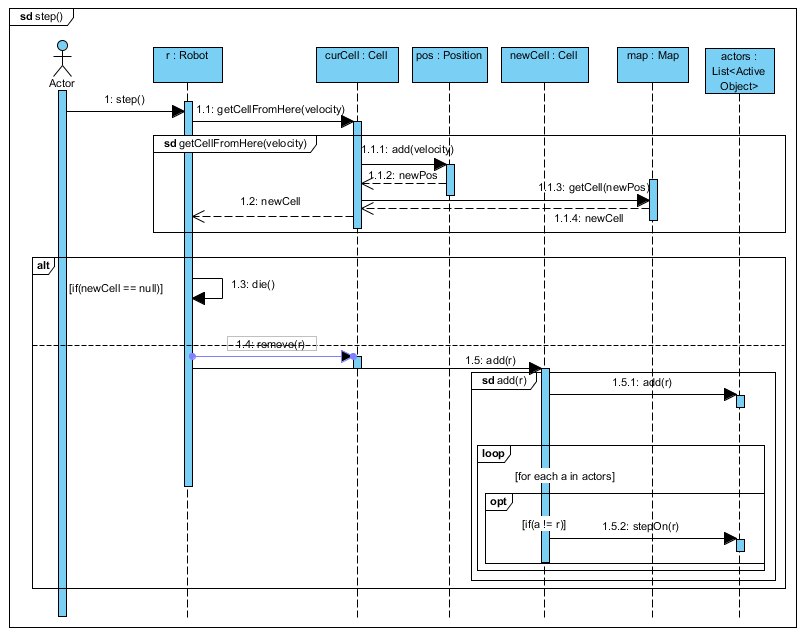 sd step()
Actor
r : Robot
curCell : Cell
pos : Position
newCell : Cell
map : Map
actors :
List<Active
Object>
1: step()
1.1: getCellFromHere(velocity)
sd getCellFromHere(velocity)
1.1.1: add(velocity)
1.1.2: newPos
1.1.3: getCell(newPos)
1.2: newCell
1.1.4: newCell
alt
[if(newCell == null)]
1.3: die()
1.4: remove(r)
1.5: add(r)
sd add(r)
1.5.1: add(r)
loop
[for each a in actors]
opt
[if(a != r)]
1.5.2: stepOn(r)